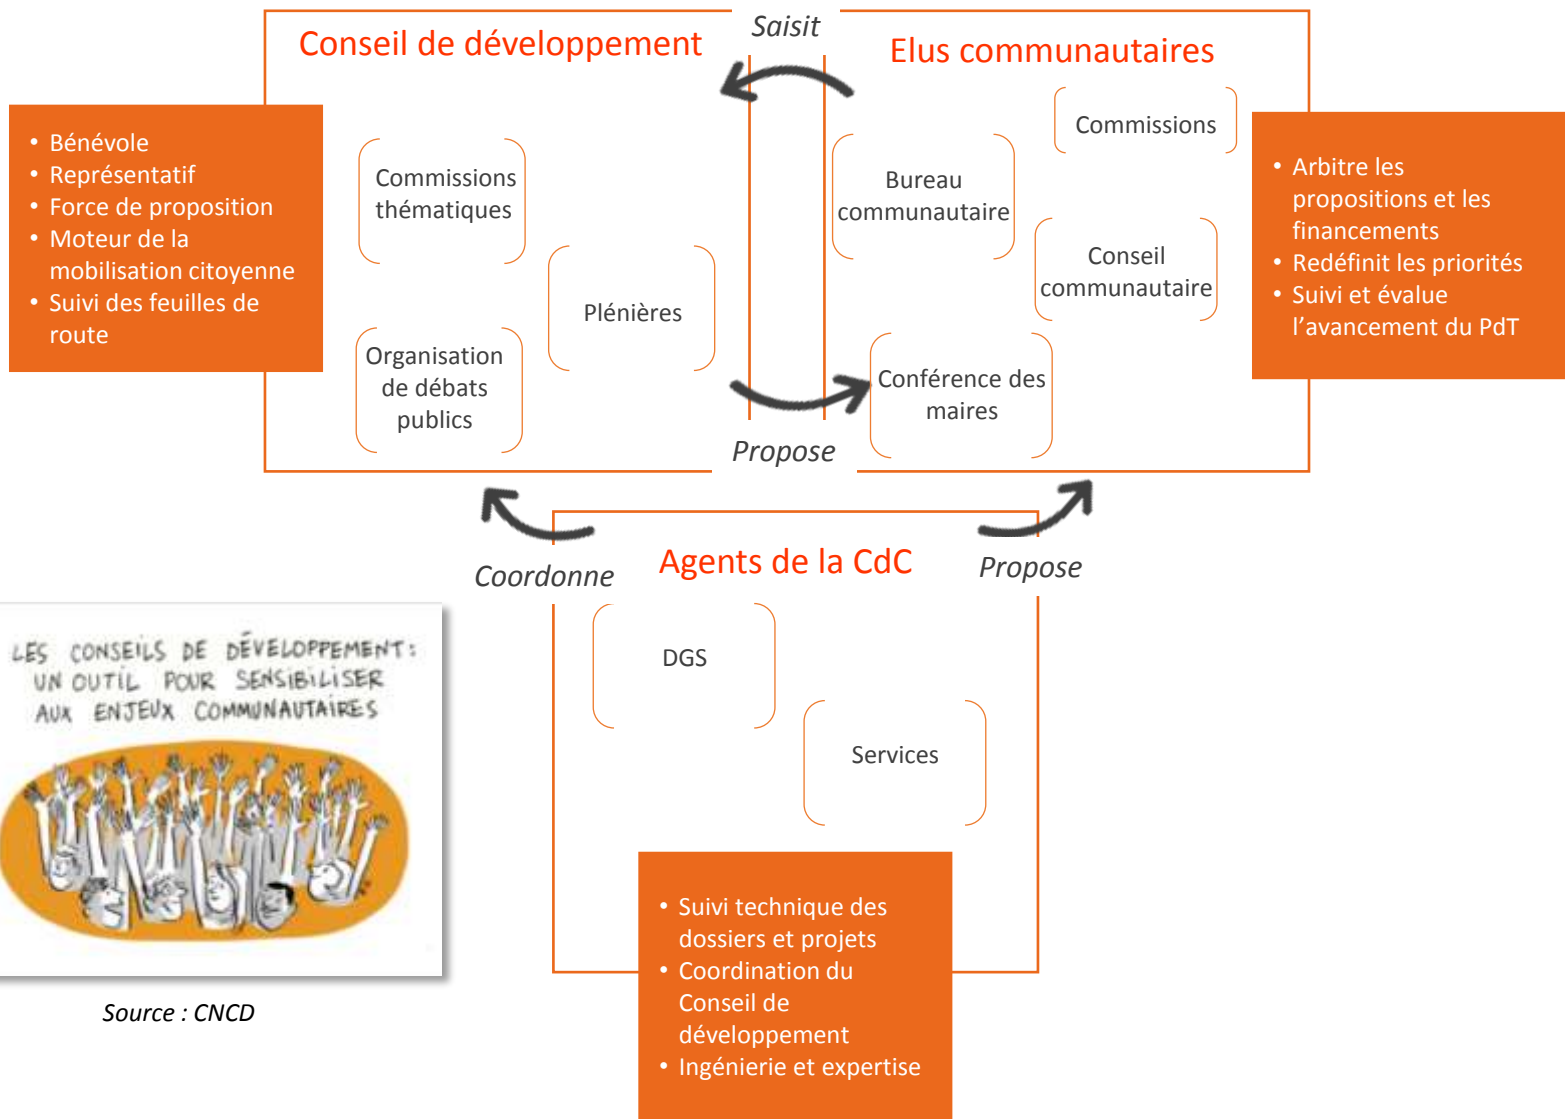 Saisit
Conseil de développement
Elus communautaires
• Bénévole
• Représentatif
• Force de proposition
• Moteur de la
mobilisation citoyenne
• Suivi des feuilles de
route
Commissions
thématiques
Plénières
Organisation
de débats
publics
Commissions
Bureau
communautaire
Conseil
communautaire
Conférence des
maires
• Arbitre les
propositions et les
financements
• Redéfinit les priorités
• Suivi et évalue
l’avancement du PdT
Propose
Coordonne
Agents de la CdC
Propose
DGS
Services
• Suivi technique des
dossiers et projets
• Coordination du
Conseil de
développement
• Ingénierie et expertise
LES CONSEILS DE DÉVELOPPEMENT :
UN OUTIL POUR SENSIBILISER
AUX ENJEUX COMMUNAUTAIRES
Source : CNCD